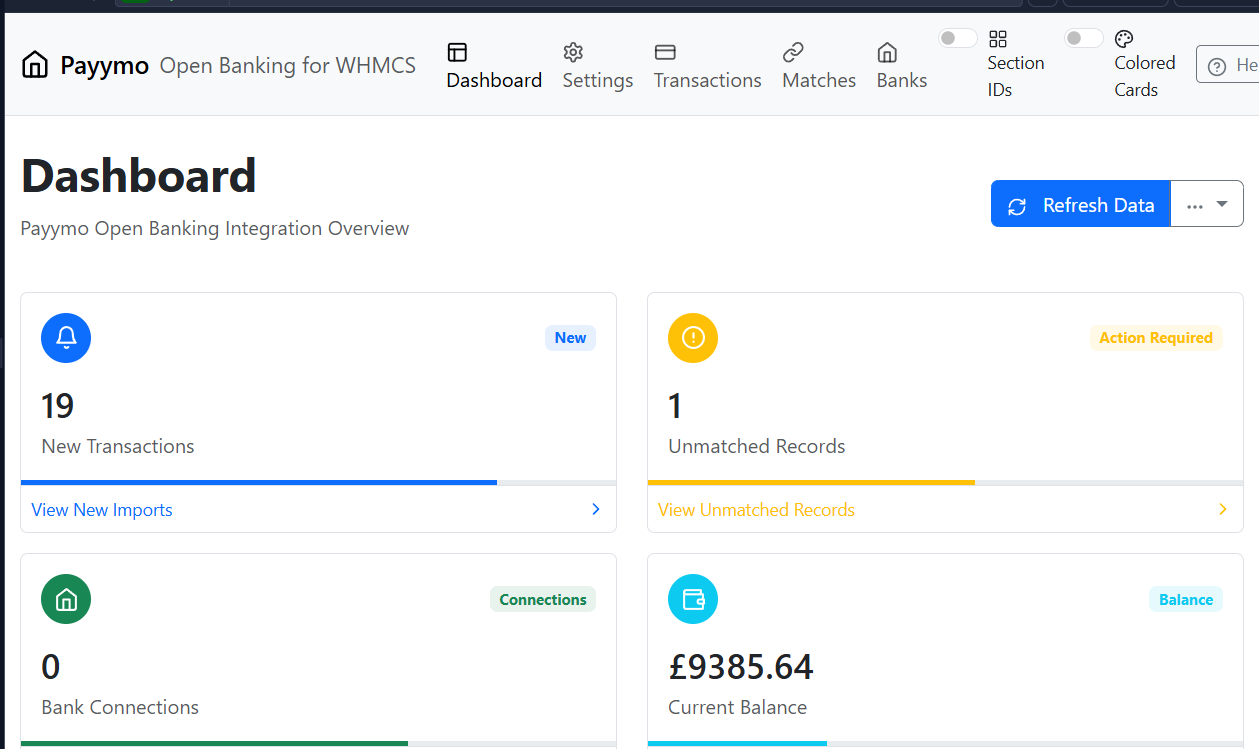 Payymo Open Banking for WHMCS
Dashboard
Settings
Transactions
Matches
Banks
Section
IDs
Colored
Cards
Dashboard
Payymo Open Banking Integration Overview
Refresh Data
...
New
19
New Transactions
View New Imports
Action Required
1
Unmatched Records
View Unmatched Records
Connections
0
Bank Connections
Balance
£9385.64
Current Balance